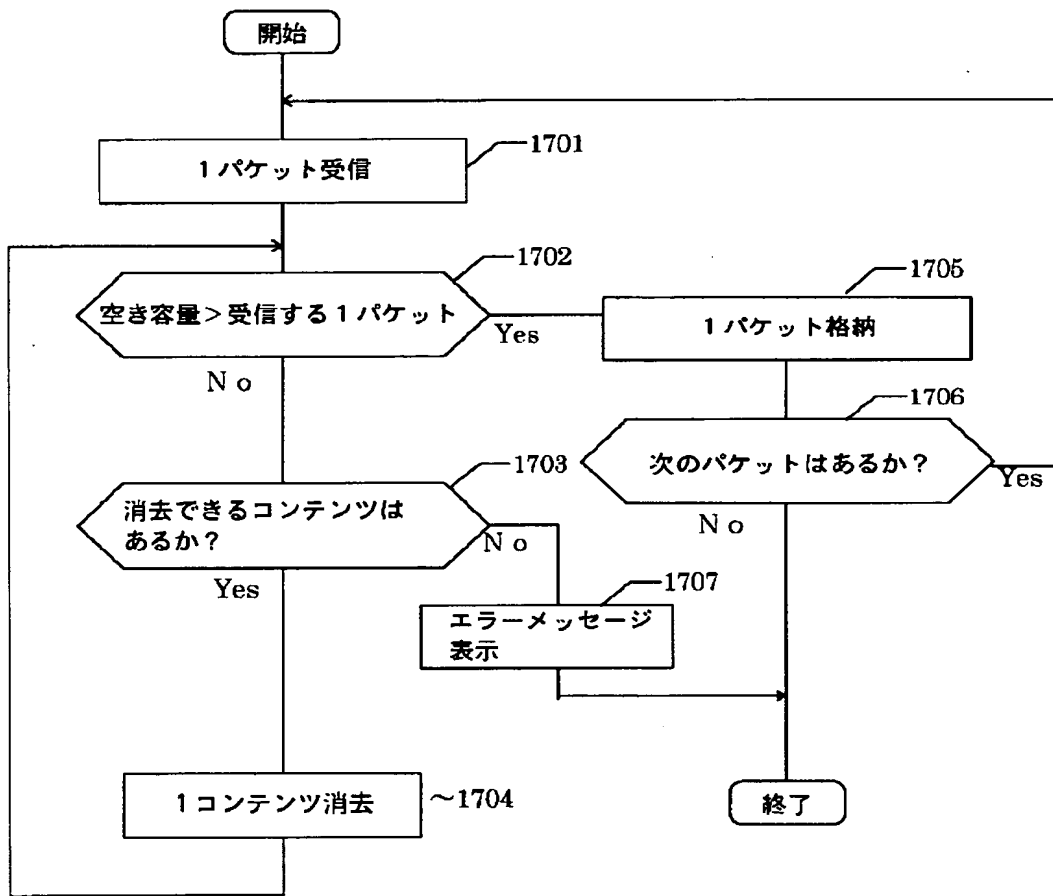 開始
1701
1パケット受信
1702
空き容量>受信する1パケット
Yes
No
1705
1パケット格納
1706
次のパケットはあるか?
Yes
No
1703
消去できるコンテンツは
あるか?
No
Yes
1707
エラーメッセージ
表示
1コンテンツ消去
~1704
終了